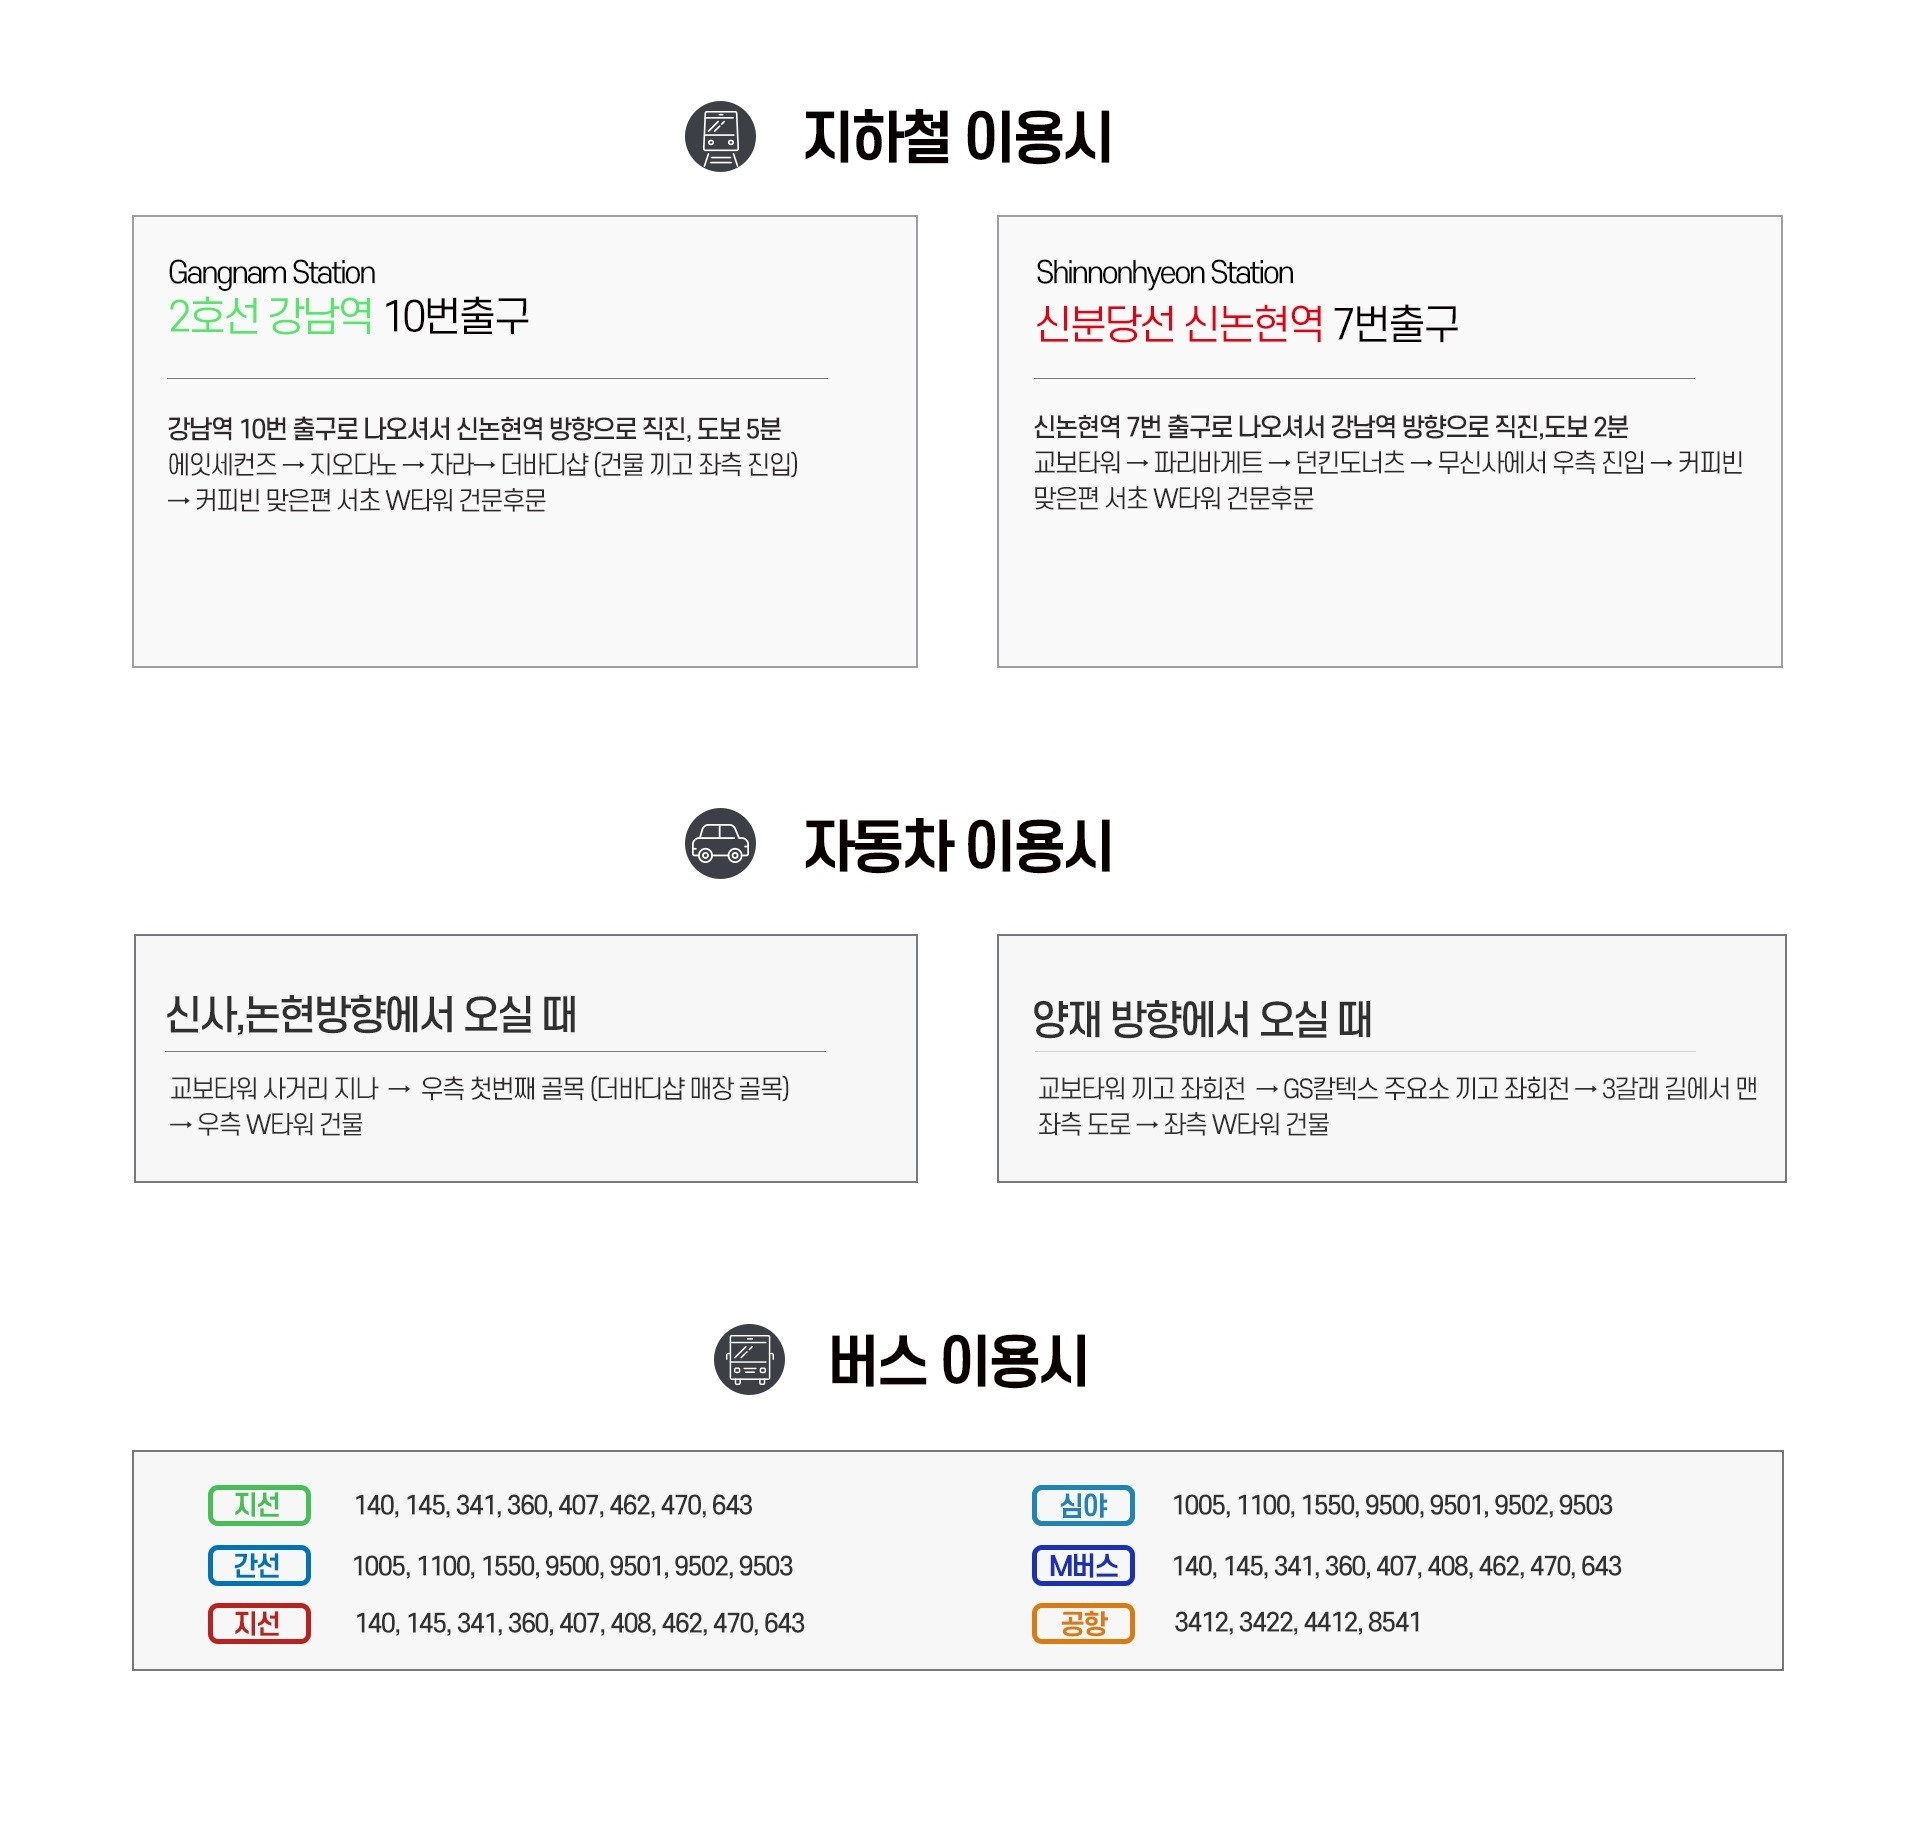 지하철 이용시
Gangnam Station
2호선 강남역 10번출구
강남역 10번 출구로 나오셔서 신논현역 방향으로 직진, 도보 5분
에잇세컨즈 → 지오다노 → 자라→ 더바디샵 (건물 끼고 좌측 진입)
→ 커피빈 맞은편 서초 W타워 건문후문
Shinnonhyeon Station
신분당선 신논현역 7번출구
신논현역 7번 출구로 나오셔서 강남역 방향으로 직진,도보 2분
교보타워 → 파리바게트 → 던킨도너츠 → 무신사에서 우측 진입 → 커피빈
맞은편 서초 W타워 건문후문
자동차 이용시
신사,논현방향에서 오실 때
교보타워 사거리 지나 → 우측 첫번째 골목 (더바디샵 매장 골목)
→ 우측 W타워 건물
양재 방향에서 오실 때
교보타워 끼고 좌회전 → GS칼텍스 주요소 끼고 좌회전 → 3갈래 길에서 맨
좌측 도로 → 좌측 W타워 건물
버스 이용시
지선 140, 145, 341, 360, 407, 462, 470, 643
간선 1005, 1100, 1550, 9500, 9501, 9502, 9503
지선 140, 145, 341, 360, 407, 408, 462, 470, 643
심야 1005, 1100, 1550, 9500, 9501, 9502, 9503
M버스 140, 145, 341, 360, 407, 408, 462, 470, 643
공항 3412, 3422, 4412, 8541